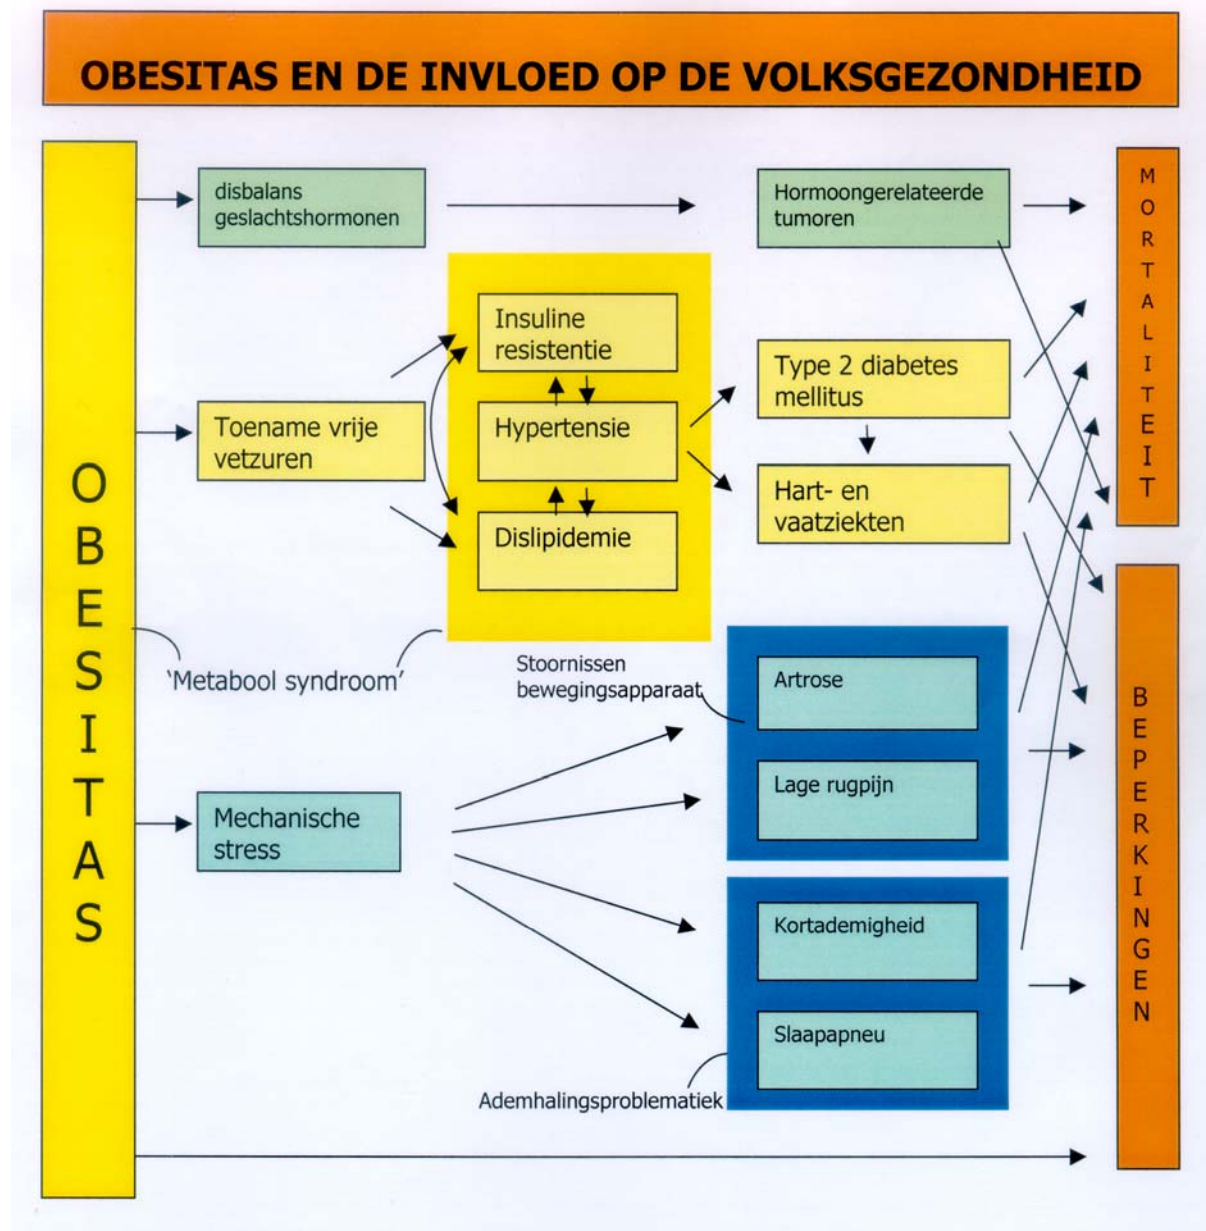 OBESITAS EN DE INVLOED OP DE VOLKSGEZONDHEID
OBESITAS
disbalans
geslachtshormonen
Hormoongerelateerde
tumoren
MORTALITEIT
Insuline
resistentie
Type 2 diabetes
mellitus
Toename vrije
vetzuren
Hypertensie
Hart- en
vaatziekten
Dislipidemie
'Metabool syndroom'
Stoornissen
bewegingsapparaat
Artrose
Lage rugpijn
BEPERKINGEN
Mechanische
stress
Kortademigheid
Slaapapneu
Ademhalingsproblematiek